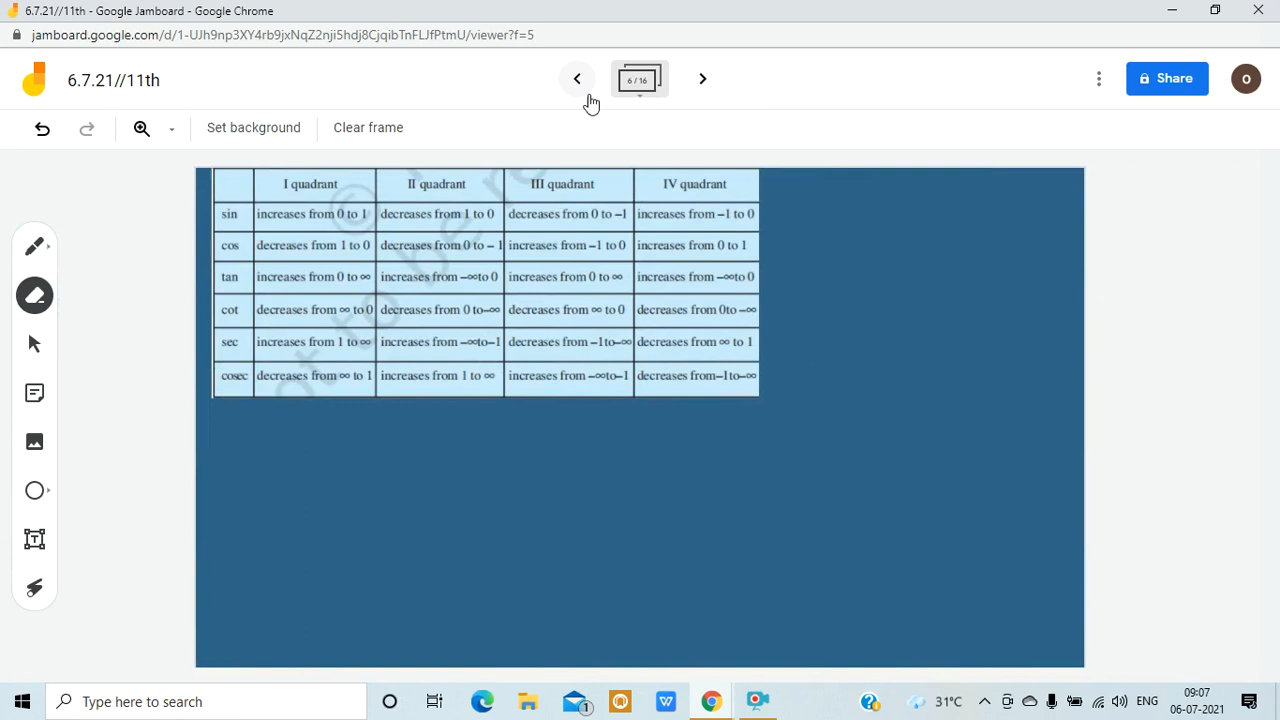 6.7.21//11th - Google Jamboard - Google Chrome
jamboard.google.com/d/1-UJh9np3XY4rb9jxNqZ2nji5hdj8CjqibTnFLJfPtmU/viewer?f=5
6.7.21//11th
6 / 16
Share
O
Set background
Clear frame
I quadrant II quadrant III quadrant IV quadrant
sin increases from 0 to 1 decreases from 1 to 0 decreases from 0 to –1 increases from –1 to 0
cos decreases from 1 to 0 decreases from 0 to – 1 increases from –1 to 0 increases from 0 to 1
tan increases from 0 to ∞ increases from –∞to 0 increases from 0 to ∞ increases from –∞to 0
cot decreases from ∞ to 0 decreases from 0 to–∞ decreases from ∞ to 0 decreases from 0to –∞
sec increases from 1 to ∞ increases from –∞to–1 decreases from –1to–∞ decreases from ∞ to 1
cosec decreases from ∞ to 1 increases from 1 to ∞ increases from –∞to–1 decreases from–1to–∞
©
not to be re
Type here to search
1
31°C
ENG
09:07
06-07-2021